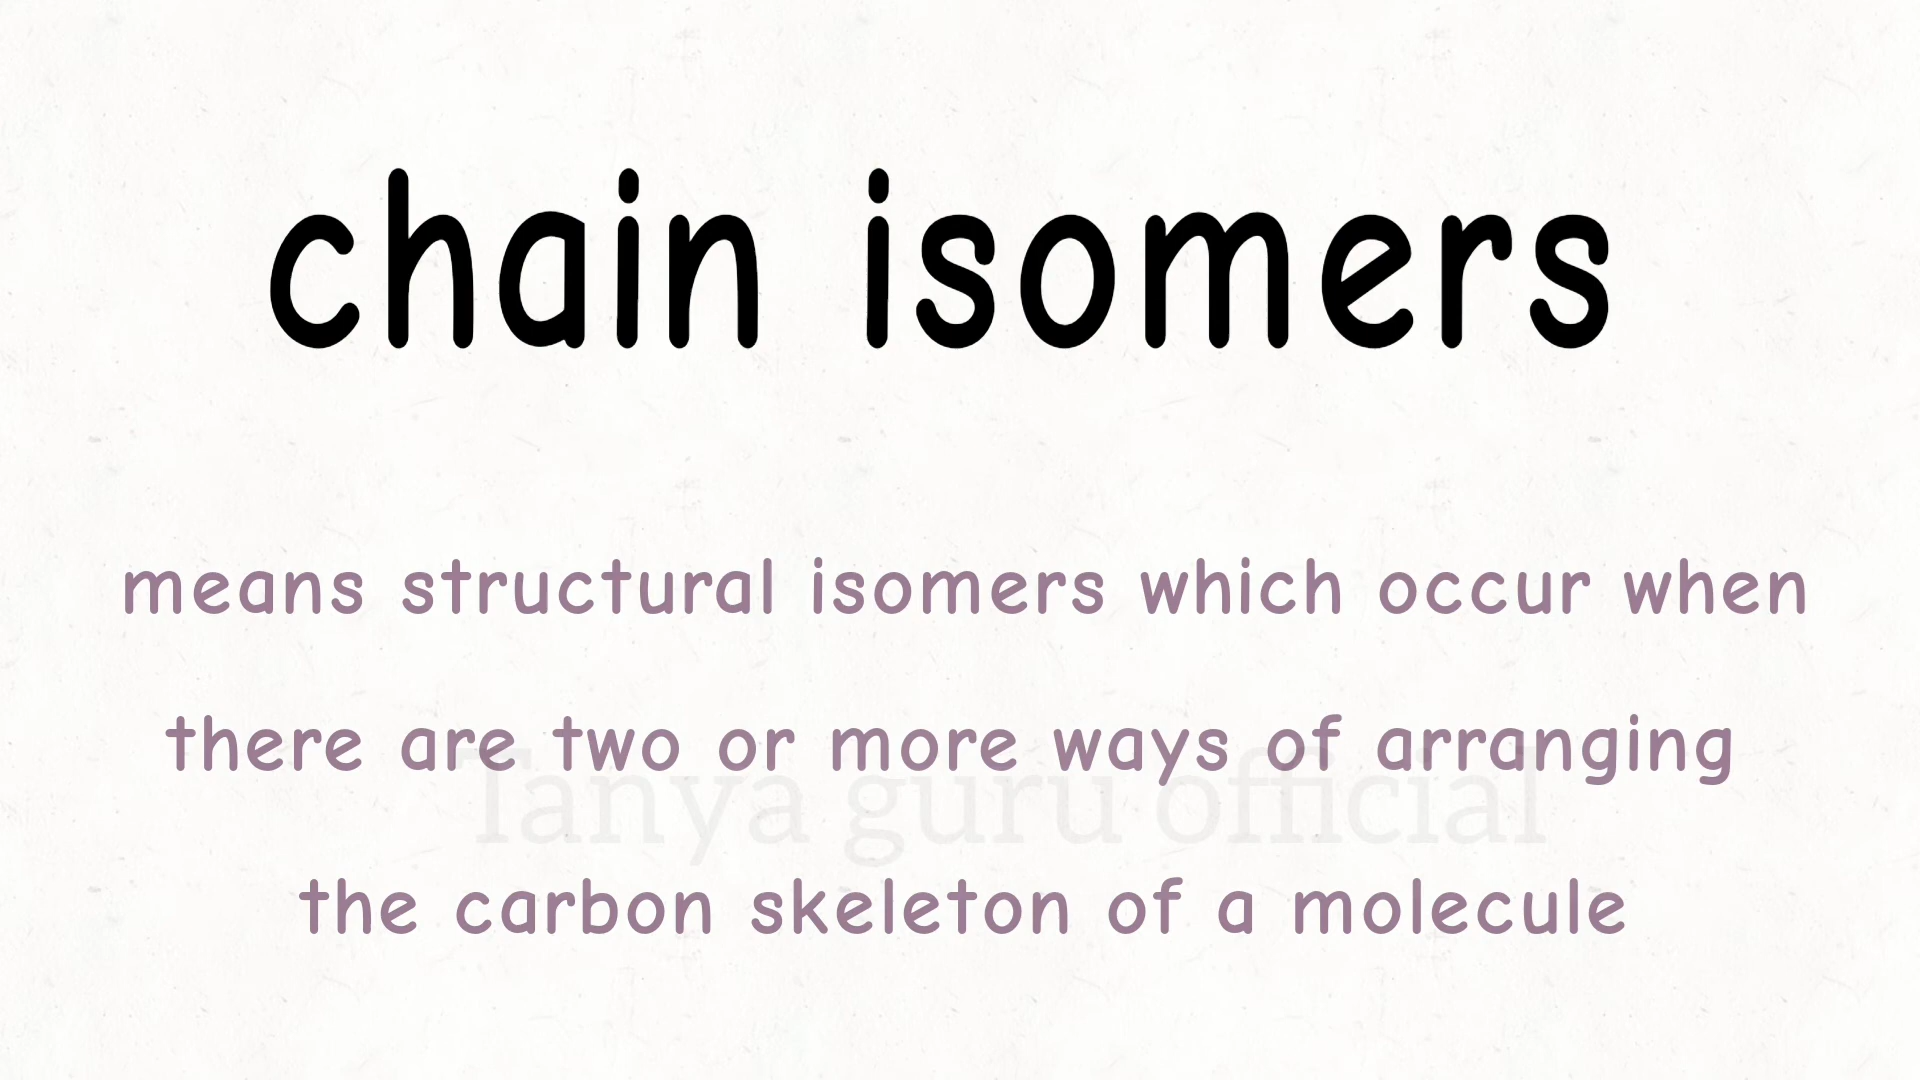 chain isomers
means structural isomers which occur when
there are two or more ways of arranging
Tanya guru official
the carbon skeleton of a molecule